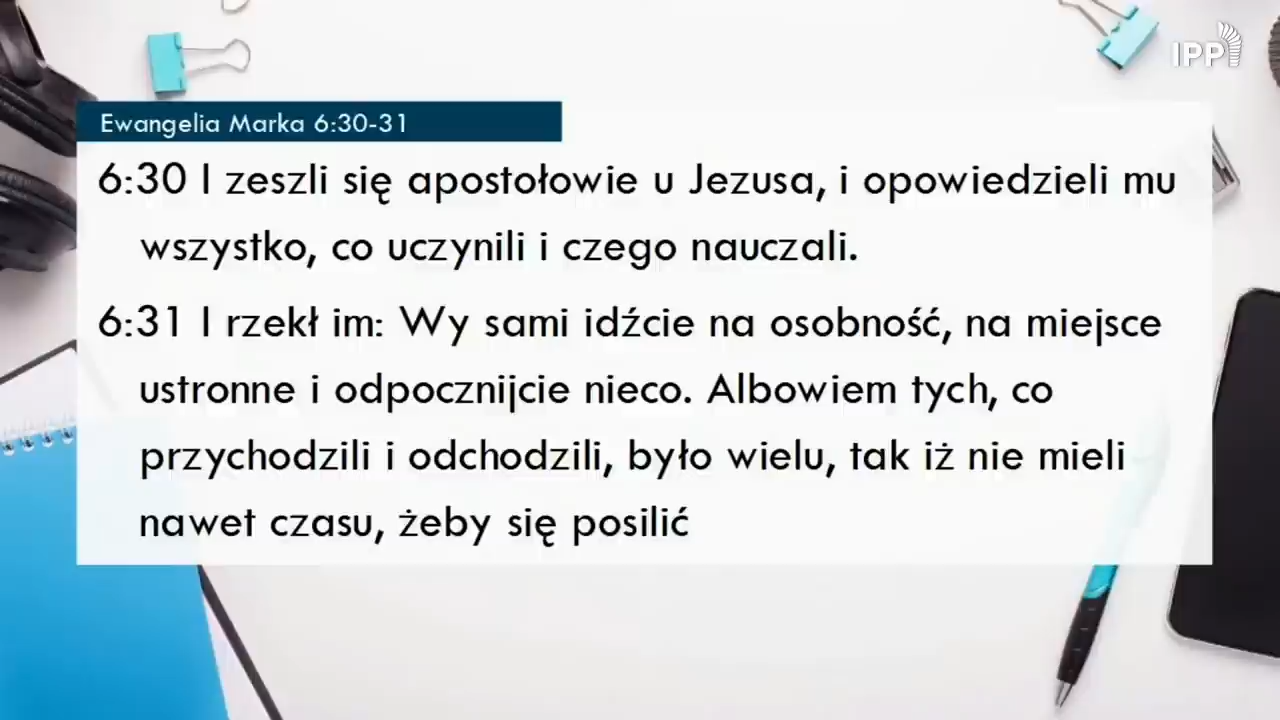 IPP
Ewangelia Marka 6:30-31
6:30 I zeszli się apostołowie u Jezusa, i opowiedzieli mu
wszystko, co uczynili i czego nauczali.
6:31 I rzekł im: Wy sami idźcie na osobność, na miejsce
ustronne i odpocznijcie nieco. Albowiem tych, co
przychodzili i odchodzili, było wielu, tak iż nie mieli
nawet czasu, żeby się posilić